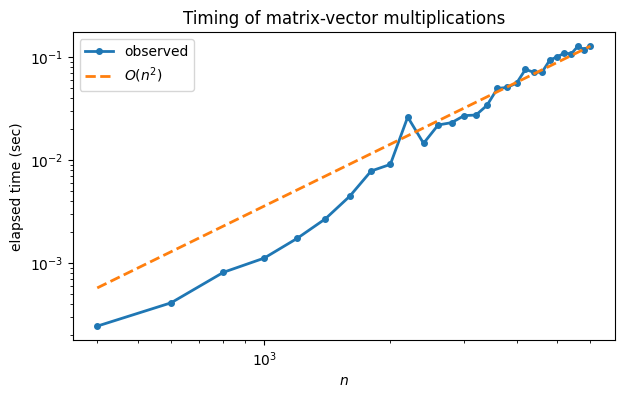 Timing of matrix-vector multiplications
observed
O(n²)
elapsed time (sec)
10⁻¹
10⁻²
10⁻³
10³
n